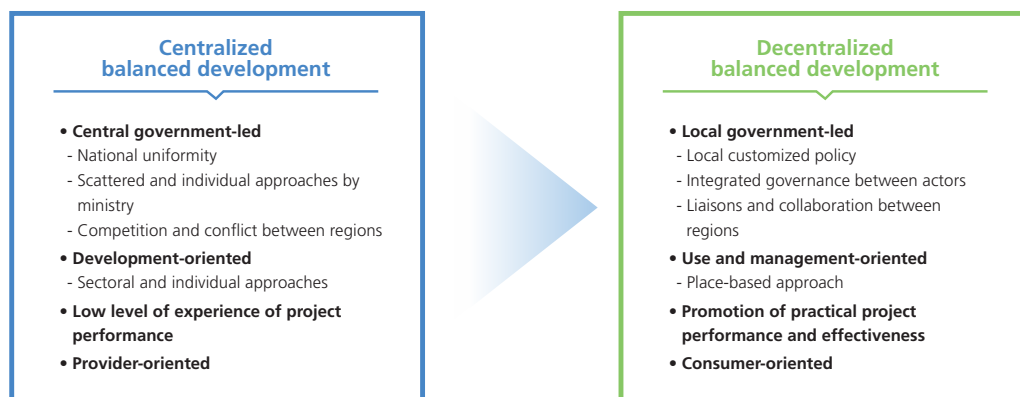 Centralized
balanced development
• Central government-led
- National uniformity
- Scattered and individual approaches by
ministry
- Competition and conflict between regions
• Development-oriented
- Sectoral and individual approaches
• Low level of experience of project
performance
• Provider-oriented
Decentralized
balanced development
• Local government-led
- Local customized policy
- Integrated governance between actors
- Liaisons and collaboration between
regions
• Use and management-oriented
- Place-based approach
• Promotion of practical project
performance and effectiveness
• Consumer-oriented